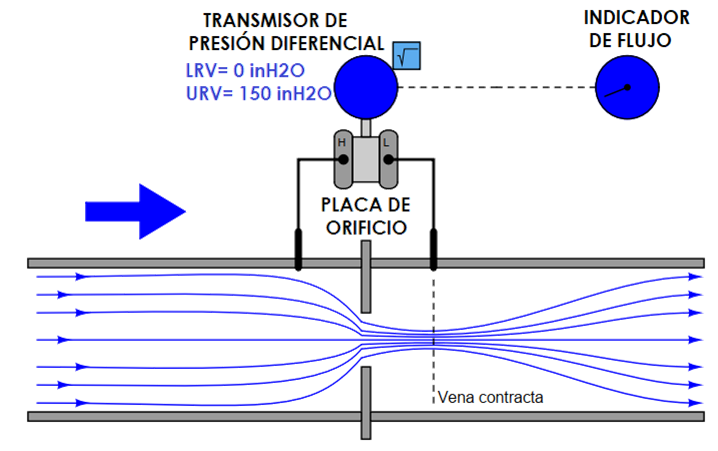 TRANSMISOR DE
PRESIÓN DIFERENCIAL
LRV= 0 inH2O
URV= 150 inH2O
√
INDICADOR
DE FLUJO
H
L
PLACA DE
ORIFICIO
Vena contracta